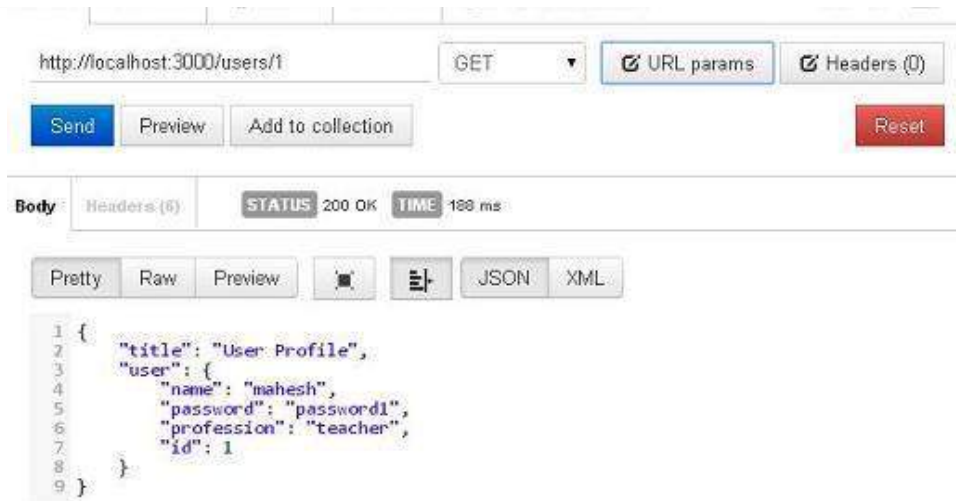 http://localhost:3000/users/1 GET URL params Headers (0)
Send Preview Add to collection Reset
Body Headers (6) STATUS 200 OK TIME 188 ms
Pretty Raw Preview JSON XML
1 {
2 "title": "User Profile",
3 "user": {
4 "name": "mahesh",
5 "password": "password1",
6 "profession": "teacher",
7 "id": 1
8 }
9 }